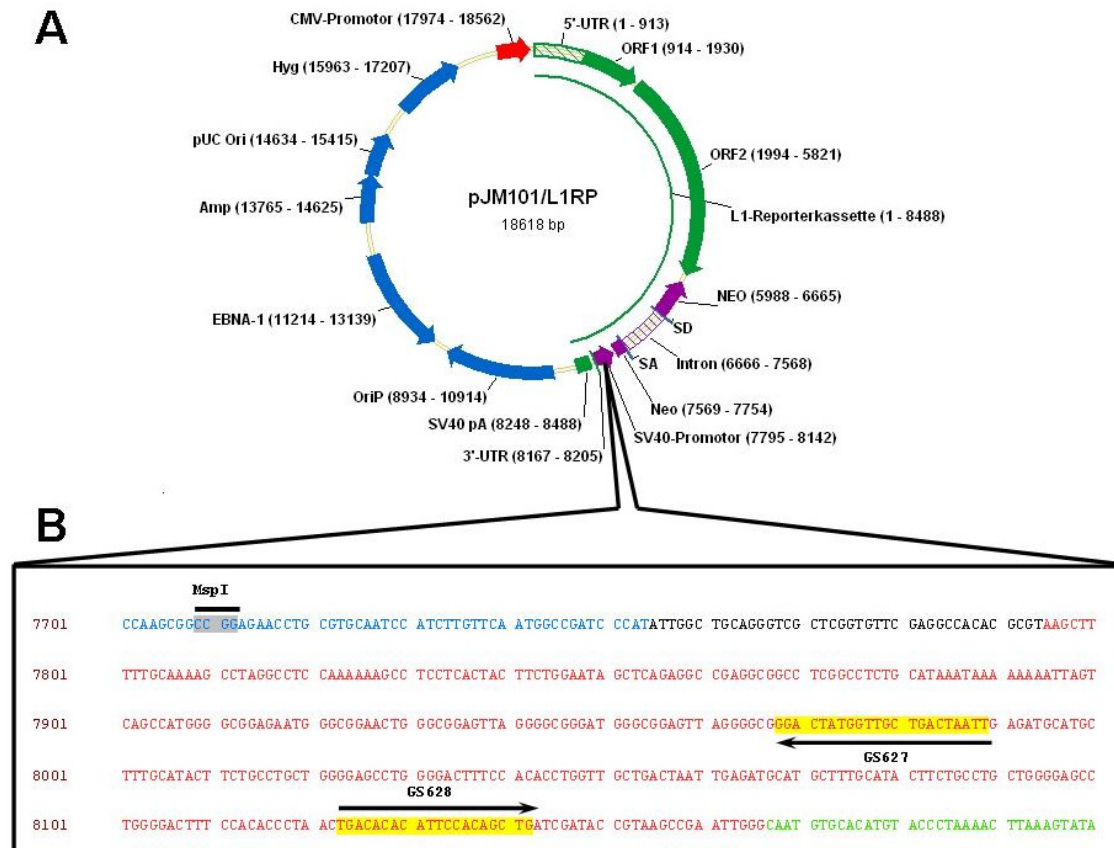 A
CMV-Promotor (17974 - 18562)
5'-UTR (1 - 913)
ORF1 (914 - 1930)
Hyg (15963 - 17207)
pUC Ori (14634 - 15415)
ORF2 (1994 - 5821)
Amp (13765 - 14625)
pJM101/L1RP
18618 bp
L1-Reporterkassette (1 - 8488)
NEO (5988 - 6665)
EBNA-1 (11214 - 13139)
SD
SA
Intron (6666 - 7568)
OriP (8934 - 10914)
Neo (7569 - 7754)
SV40 pA (8248 - 8488)
SV40-Promotor (7795 - 8142)
3'-UTR (8167 - 8205)
B
MspI
7701 CCAAGCGGCC GGAGAACCTG CGTGCAATCC ATCTTGTTCA ATGGCCGATC CCATATTGGC TGCAGGGTCG CTCGGTGTTC GAGGCCACAC GCGTAAGCTT
7801 TTTGCAAAAG CCTAGGCCTC CAAAAAAGCC TCCTCACTAC TTCTGGAATA GCTCAGAGGC CGAGGCGGCC TCGGCCTCTG CATAAATAAA AAAAATTAGT
7901 CAGCCATGGG GCGGAGAATG GGCGGAACTG GGCGGAGTTA GGGGCGGGAT GGGCGGAGTT AGGGGCGGGA CTATGGTTGC TGACTAATTG AGATGCATGC
GS627
8001 TTTGCATACT TCTGCCTGCT GGGGAGCCTG GGGACTTTCC ACACCTGGTT GCTGACTAAT TGAGATGCAT GCTTTGCATA CTTCTGCCTG CTGGGGAGCC
GS628
8101 TGGGGACTTT CCACACCCTA ACTGACACAC ATTCCACAGC TGATCGATAC CGTAAGCCGA ATTGGGCAAT GTGCACATGT ACCCTAAAAC TTAAAGTATA